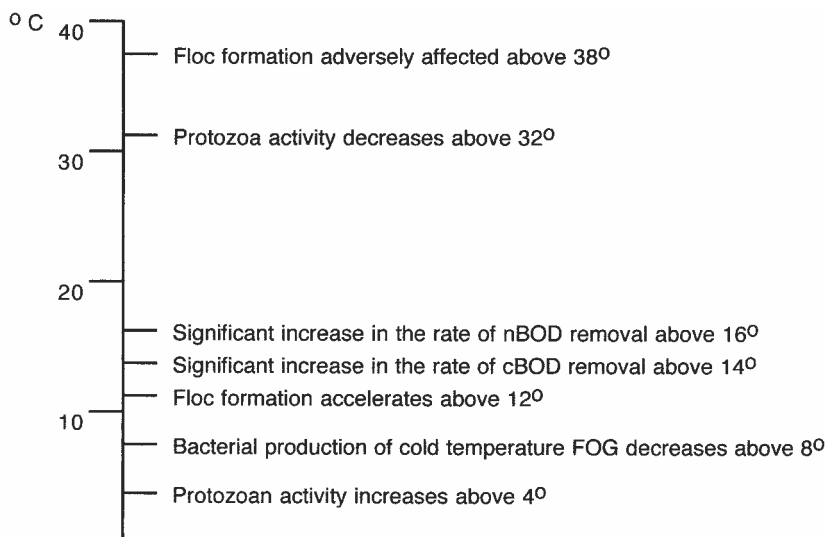 ° C
40
Floc formation adversely affected above 38°
Protozoa activity decreases above 32°
30
20
Significant increase in the rate of nBOD removal above 16°
Significant increase in the rate of cBOD removal above 14°
Floc formation accelerates above 12°
10
Bacterial production of cold temperature FOG decreases above 8°
Protozoan activity increases above 4°